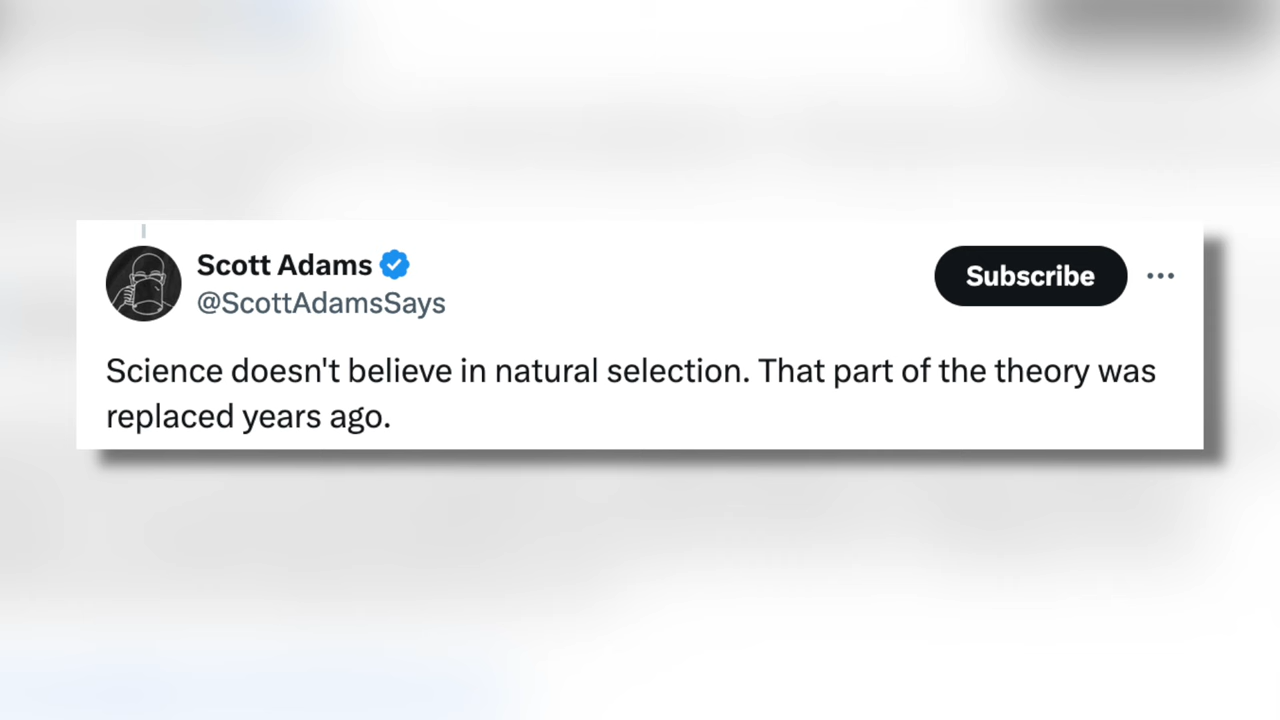 Scott Adams
@ScottAdamsSays
Subscribe
Science doesn't believe in natural selection. That part of the theory was
replaced years ago.